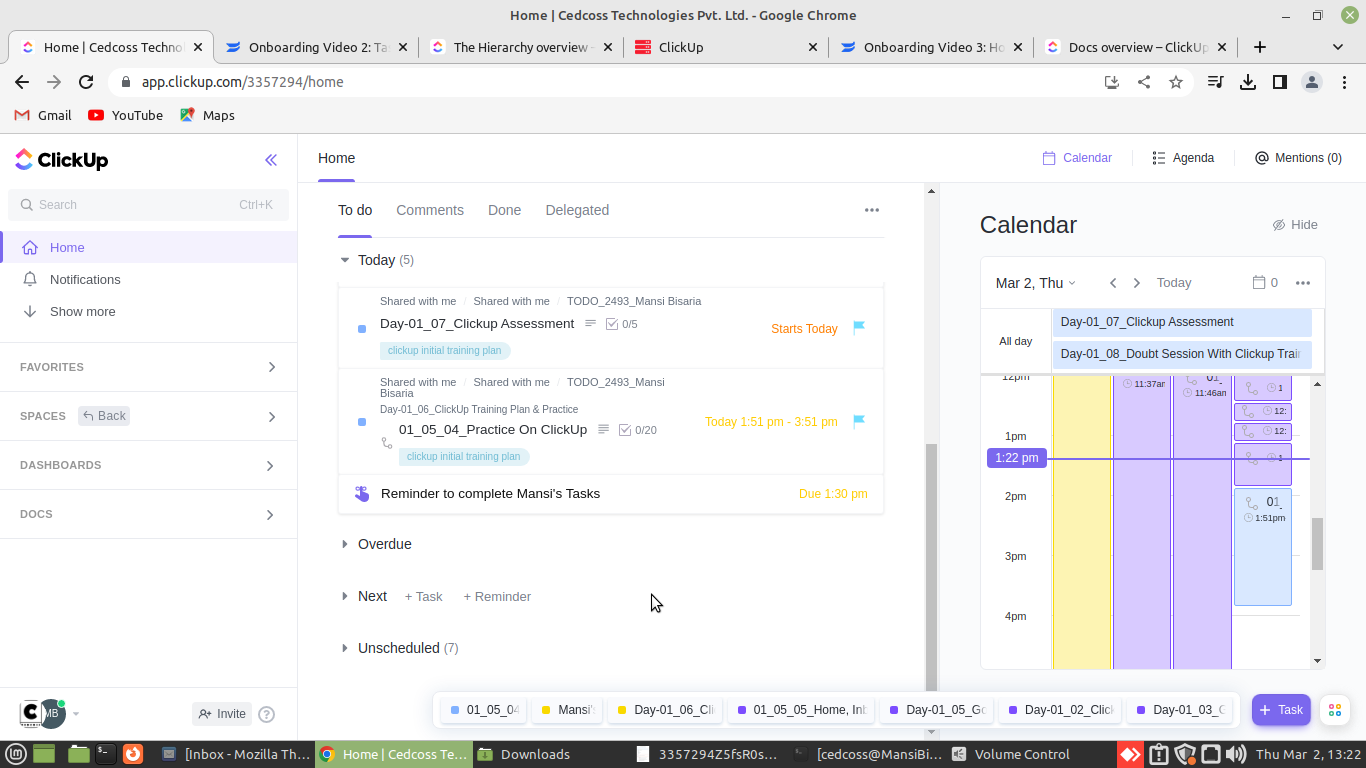 Home | Cedcoss Technologies Pvt. Ltd. - Google Chrome
Home | Cedcoss Techno
Onboarding Video 2: Ta
The Hierarchy overview –
ClickUp
Onboarding Video 3: Ho
Docs overview – ClickUp
app.clickup.com/3357294/home
Gmail
YouTube
Maps
ClickUp
Search
Ctrl+K
Home
Notifications
Show more
FAVORITES
SPACES
Back
DASHBOARDS
DOCS
MB
Invite
Home
Calendar
Agenda
Mentions (0)
To do
Comments
Done
Delegated
Today (5)
Shared with me / Shared with me / TODO_2493_Mansi Bisaria
Day-01_07_Clickup Assessment
0/5
Starts Today
clickup initial training plan
Shared with me / Shared with me / TODO_2493_Mansi
Bisaria
Day-01_06_ClickUp Training Plan & Practice
01_05_04_Practice On ClickUp
0/20
Today 1:51 pm - 3:51 pm
clickup initial training plan
Reminder to complete Mansi's Tasks
Due 1:30 pm
Overdue
Next
+ Task
+ Reminder
Unscheduled (7)
Calendar
Hide
Mar 2, Thu
Today
0
All day
Day-01_07_Clickup Assessment
Day-01_08_Doubt Session With Clickup Trai
12pm
11:37am
01_
11:46am
1
12:
12:
1pm
1:22 pm
1
2pm
01_
1:51pm
3pm
4pm
01_05_04
Mansi'
Day-01_06_Cli
01_05_05_Home, Inb
Day-01_05_Go
Day-01_02_Click
Day-01_03_C
+ Task
[Inbox - Mozilla Th...
Home | Cedcoss Te...
Downloads
3357294Z5fsR0s...
[cedcoss@MansiBi...
Volume Control
Thu Mar 2, 13:22